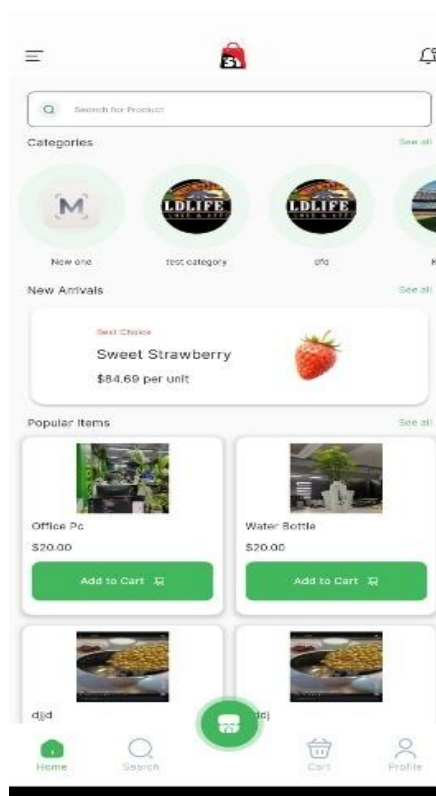 Search for Product
Categories
See all
M
LDLIFE
LDLIFE
New one
test category
dfd
New Arrivals
See all
Best Choice
Sweet Strawberry
$84.69 per unit
Popular Items
See all
Office Pc
Water Bottle
$20.00
$20.00
Add to Cart
Add to Cart
djjd
Home
Search
Cart
Profile